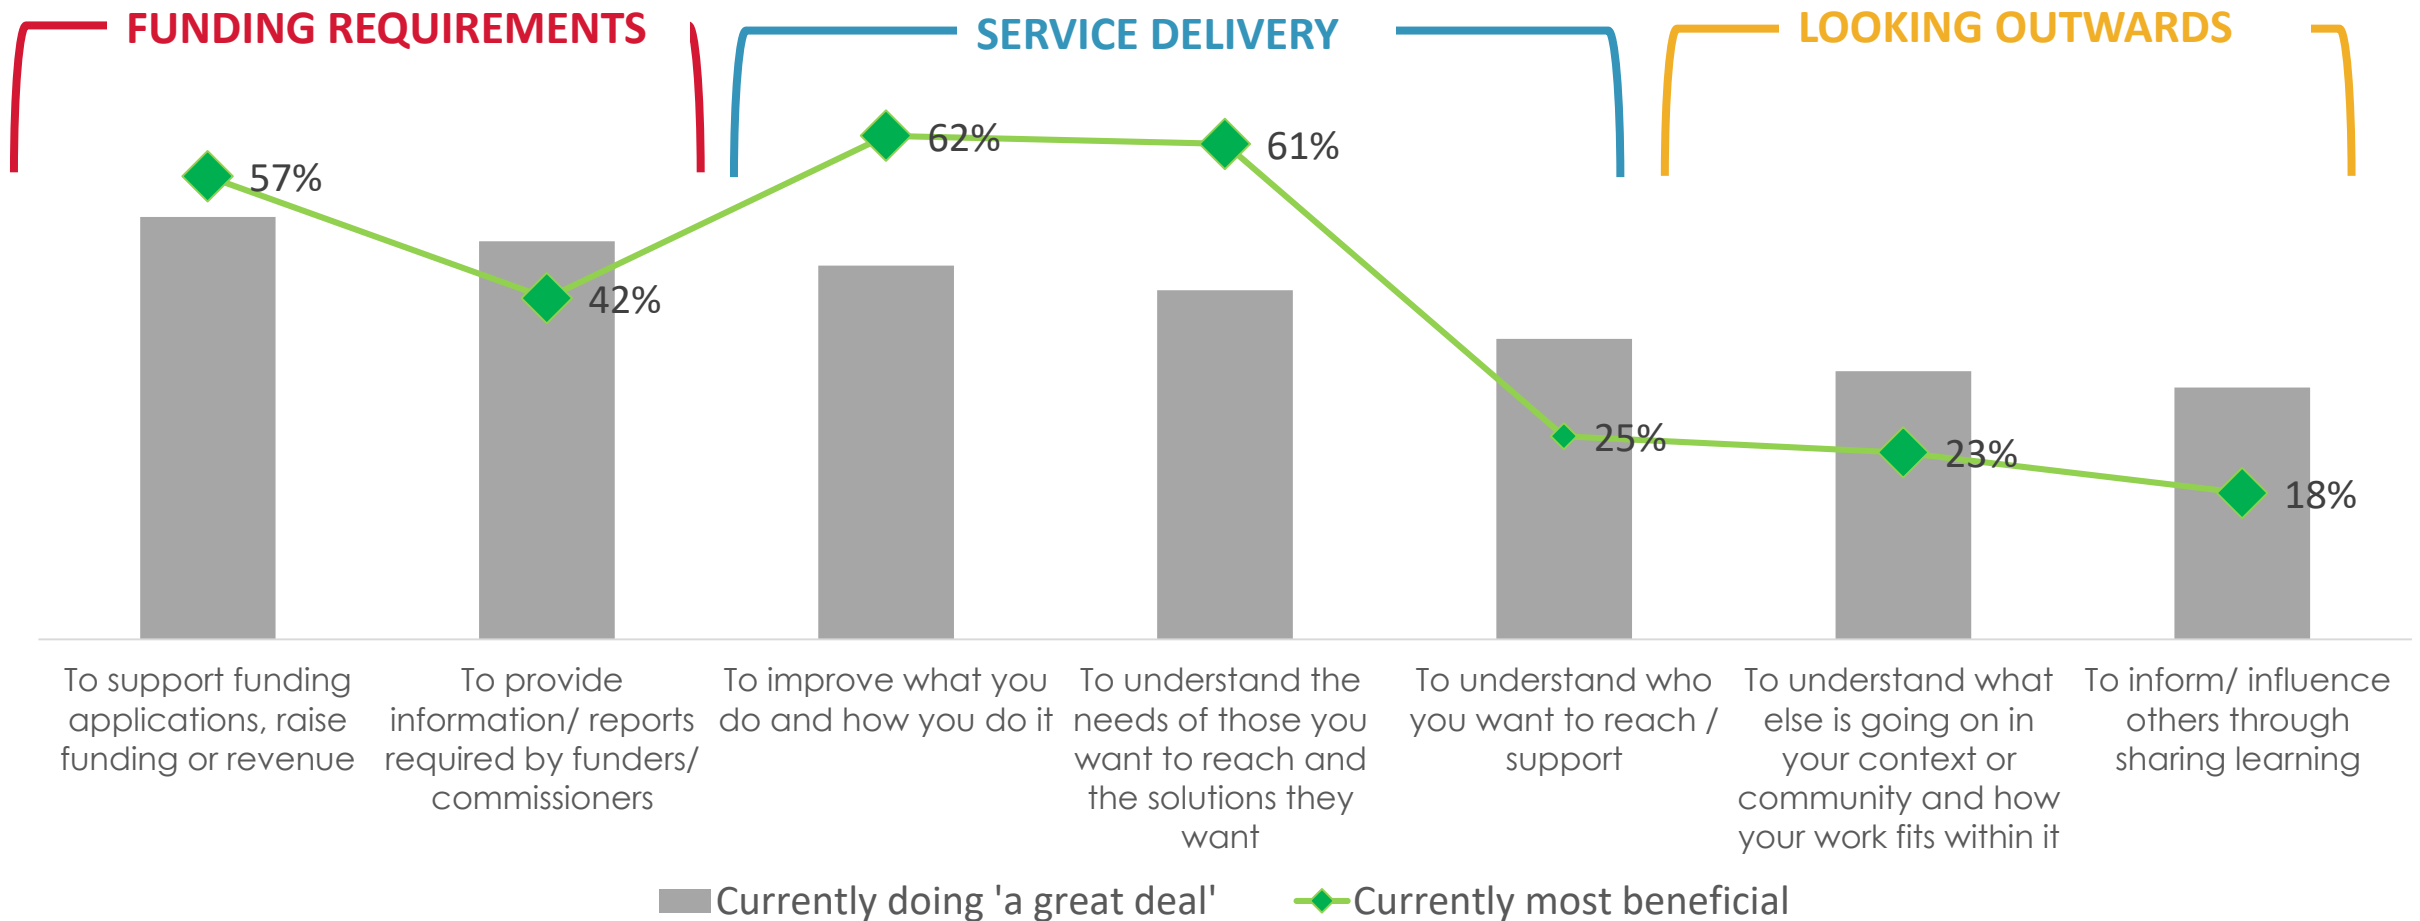 FUNDING REQUIREMENTS
SERVICE DELIVERY
LOOKING OUTWARDS
57%
42%
62%
61%
25%
23%
18%
To support funding
applications, raise
funding or revenue
To provide
information/ reports
required by funders/
commissioners
To improve what you
do and how you do it
To understand the
needs of those you
want to reach and
the solutions they
want
To understand who
you want to reach /
support
To understand what
else is going on in
your context or
community and how
your work fits within it
To inform/ influence
others through
sharing learning
Currently doing 'a great deal'
Currently most beneficial